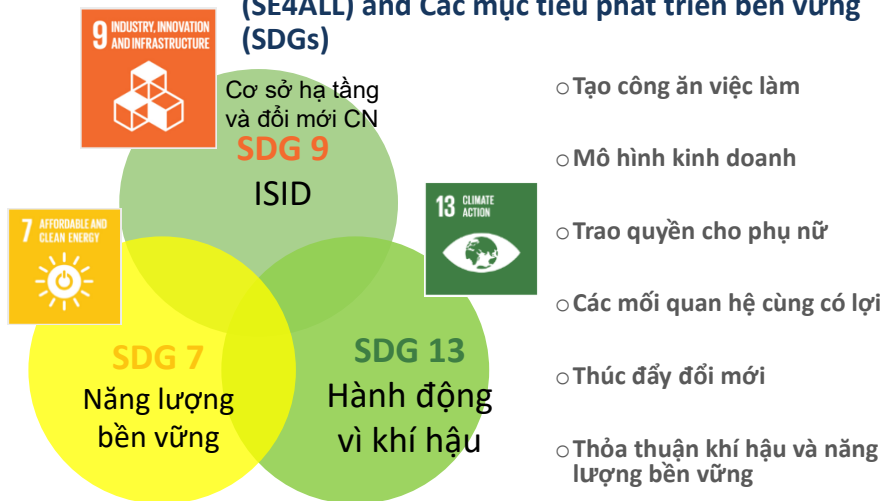 (SE4ALL) and Các mục tiêu phát triển bền vững
(SDGs)
9 INDUSTRY, INNOVATION
AND INFRASTRUCTURE
Cơ sở hạ tầng
và đổi mới CN
SDG 9
ISID
7 AFFORDABLE AND
CLEAN ENERGY
13 CLIMATE
ACTION
SDG 7
Năng lượng
bền vững
SDG 13
Hành động
vì khí hậu
○ Tạo công ăn việc làm
○ Mô hình kinh doanh
○ Trao quyền cho phụ nữ
○ Các mối quan hệ cùng có lợi
○ Thúc đẩy đổi mới
○ Thỏa thuận khí hậu và năng
lượng bền vững